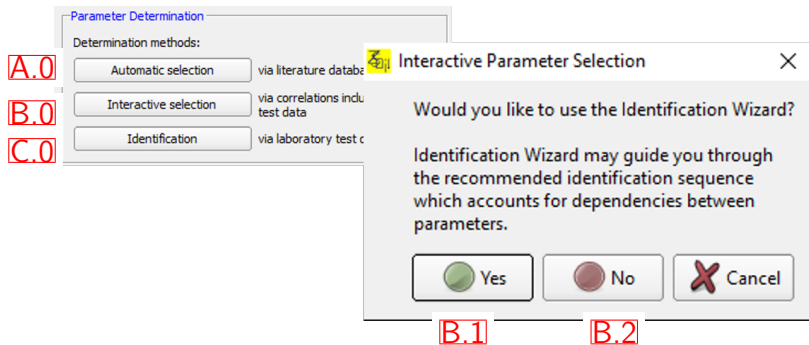 Parameter Determination
Determination methods:
A.0
Automatic selection
via literature databa
B.0
Interactive selection
via correlations inclu
test data
C.0
Identification
via laboratory test
Interactive Parameter Selection
Would you like to use the Identification Wizard?
Identification Wizard may guide you through
the recommended identification sequence
which accounts for dependencies between
parameters.
Yes
No
Cancel
B.1
B.2